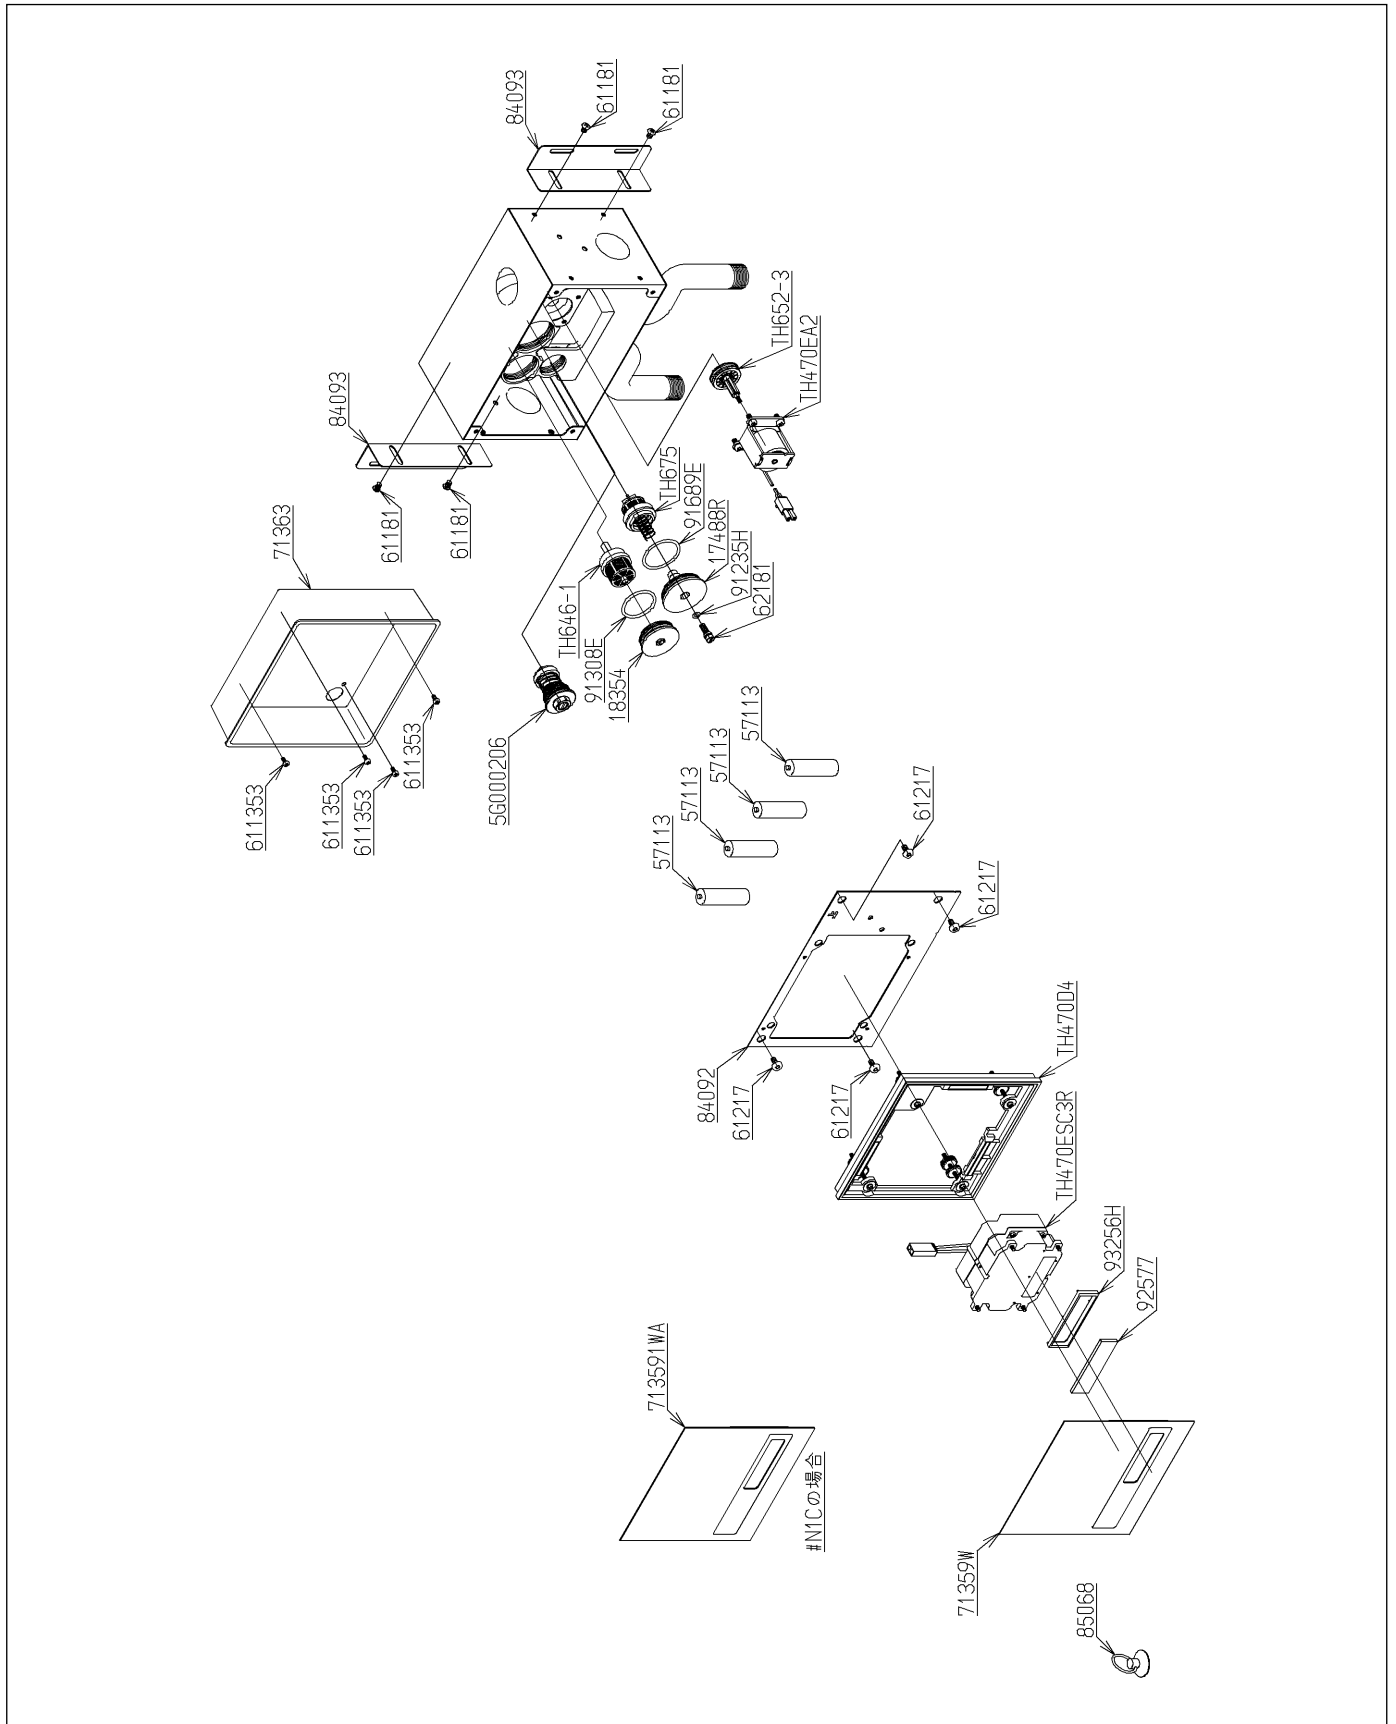 84093
61181
61181
84093
61181
61181
71363
611353
611353
611353
611353
TH652-3
TH470EA2
TH675
91689E
17488R
91235H
62181
TH646-1
91308E
18354
5G000206
57113
57113
57113
57113
61217
61217
84092
61217
61217
TH470D4
TH470ESC3R
93256H
92577
713591WA
#N1Cの場合
71359W
85068